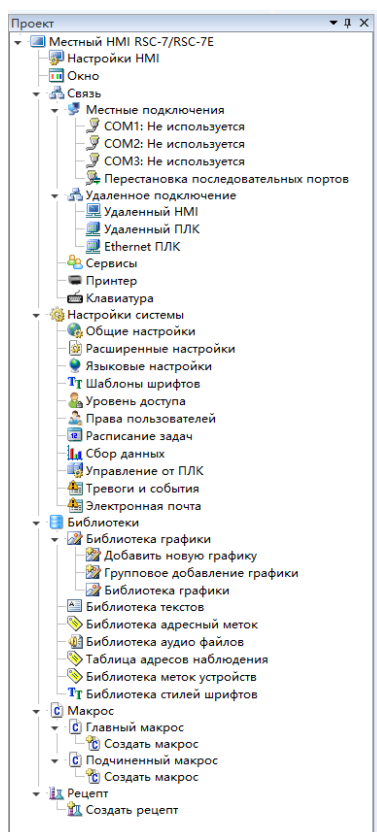 Проект
Местный HMI RSC-7/RSC-7E
Настройки HMI
Окно
Связь
Местные подключения
COM1: Не используется
COM2: Не используется
COM3: Не используется
Перестановка последовательных портов
Удаленное подключение
Удаленный HMI
Удаленный ПЛК
Ethernet ПЛК
Сервисы
Принтер
Клавиатура
Настройки системы
Общие настройки
Расширенные настройки
Языковые настройки
Шаблоны шрифтов
Уровень доступа
Права пользователей
Расписание задач
Сбор данных
Управление от ПЛК
Тревоги и события
Электронная почта
Библиотеки
Библиотека графики
Добавить новую графику
Групповое добавление графики
Библиотека графики
Библиотека текстов
Библиотека адресный меток
Библиотека аудио файлов
Таблица адресов наблюдения
Библиотека меток устройств
Библиотека стилей шрифтов
Макрос
Главный макрос
Создать макрос
Подчиненный макрос
Создать макрос
Рецепт
Создать рецепт